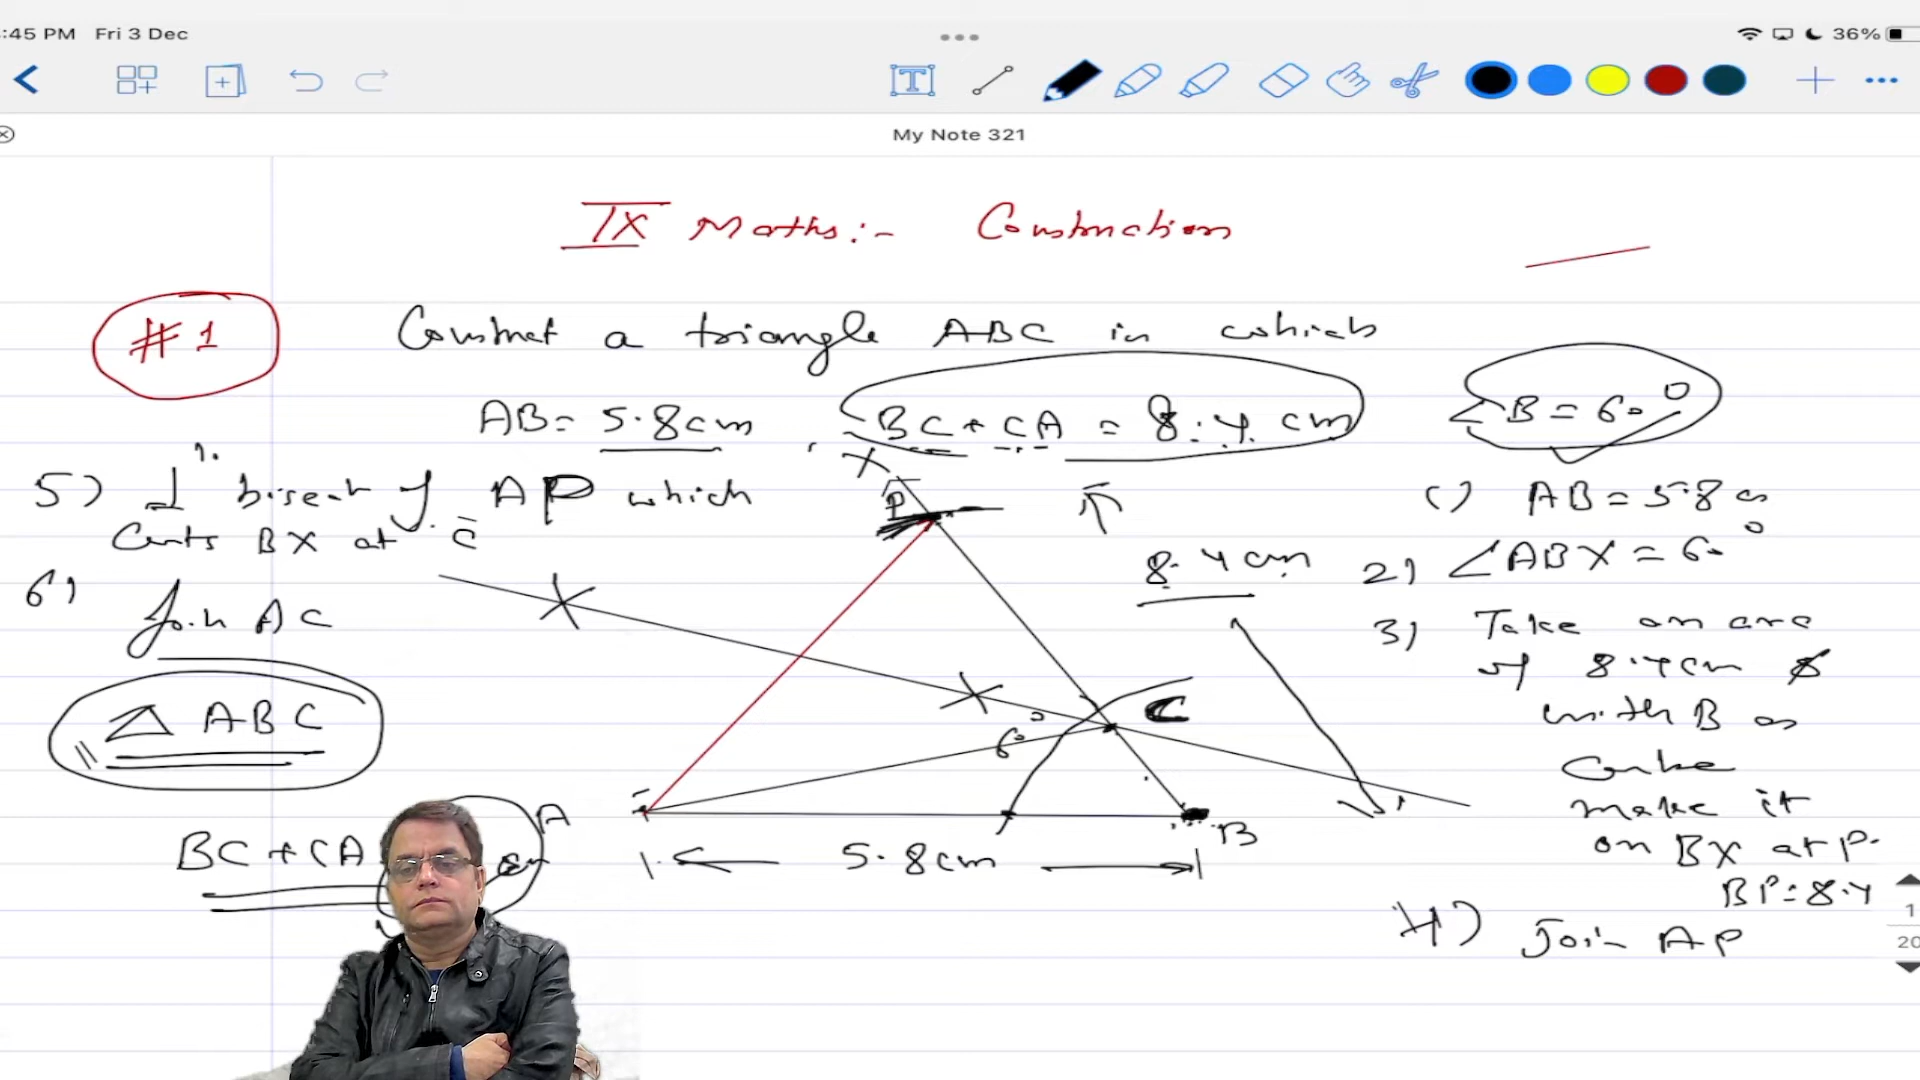 :45 PM Fri 3 Dec
36%
My Note 321
IX Maths:- Construction
#1
Construct a triangle ABC in which
AB = 5.8cm , BC + CA = 8.4 cm
∠B = 60°
5) ⊥r bisect of AP which
Cuts BX at C
6) Join AC
△ ABC
BC + CA
P
8.4 cm
C
60°
A
B
5.8cm
1) AB = 5.8 cm
2) ∠ABX = 60°
3) Take an arc
of 8.4cm
with B as
Centre
make it
on BX at P.
BP = 8.4
4) Join AP
1
20